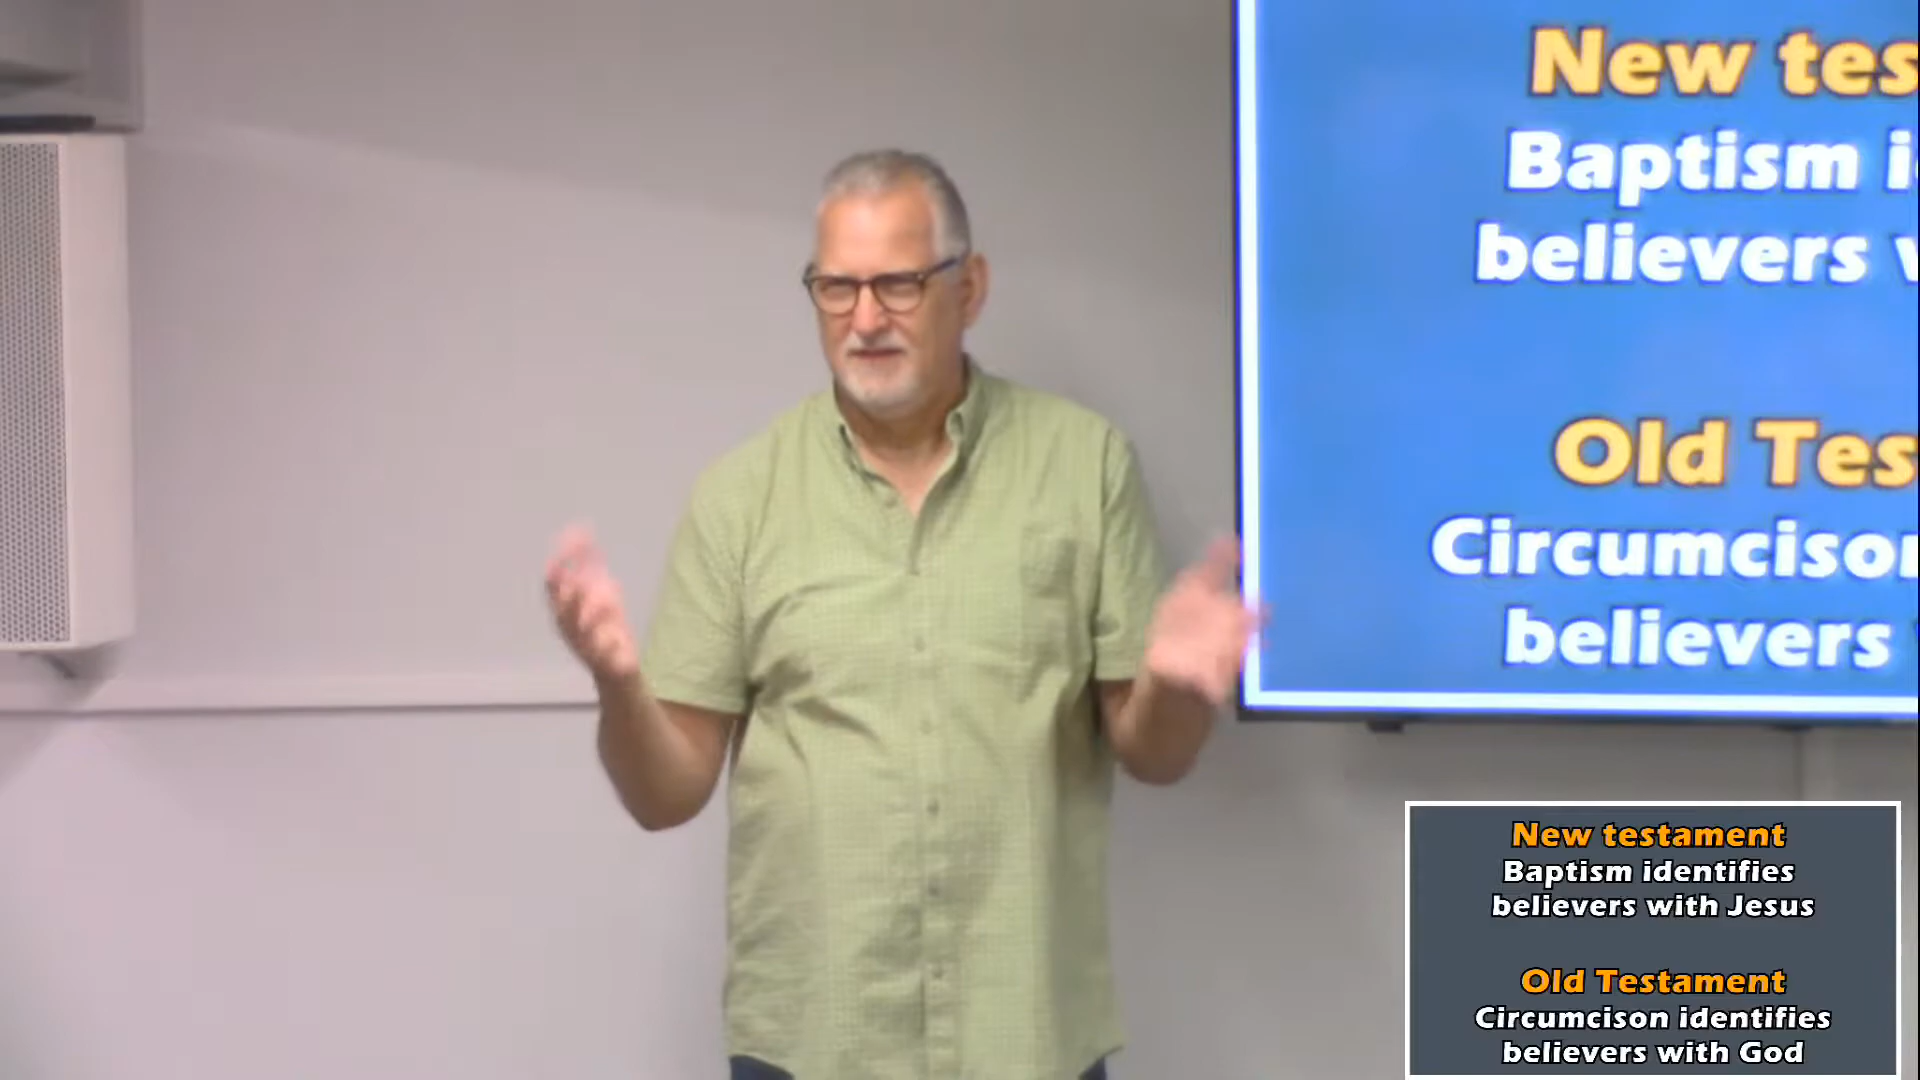 New tes
Baptism i
believers
Old Tes
Circumciso
believers
New testament
Baptism identifies
believers with Jesus
Old Testament
Circumcison identifies
believers with God